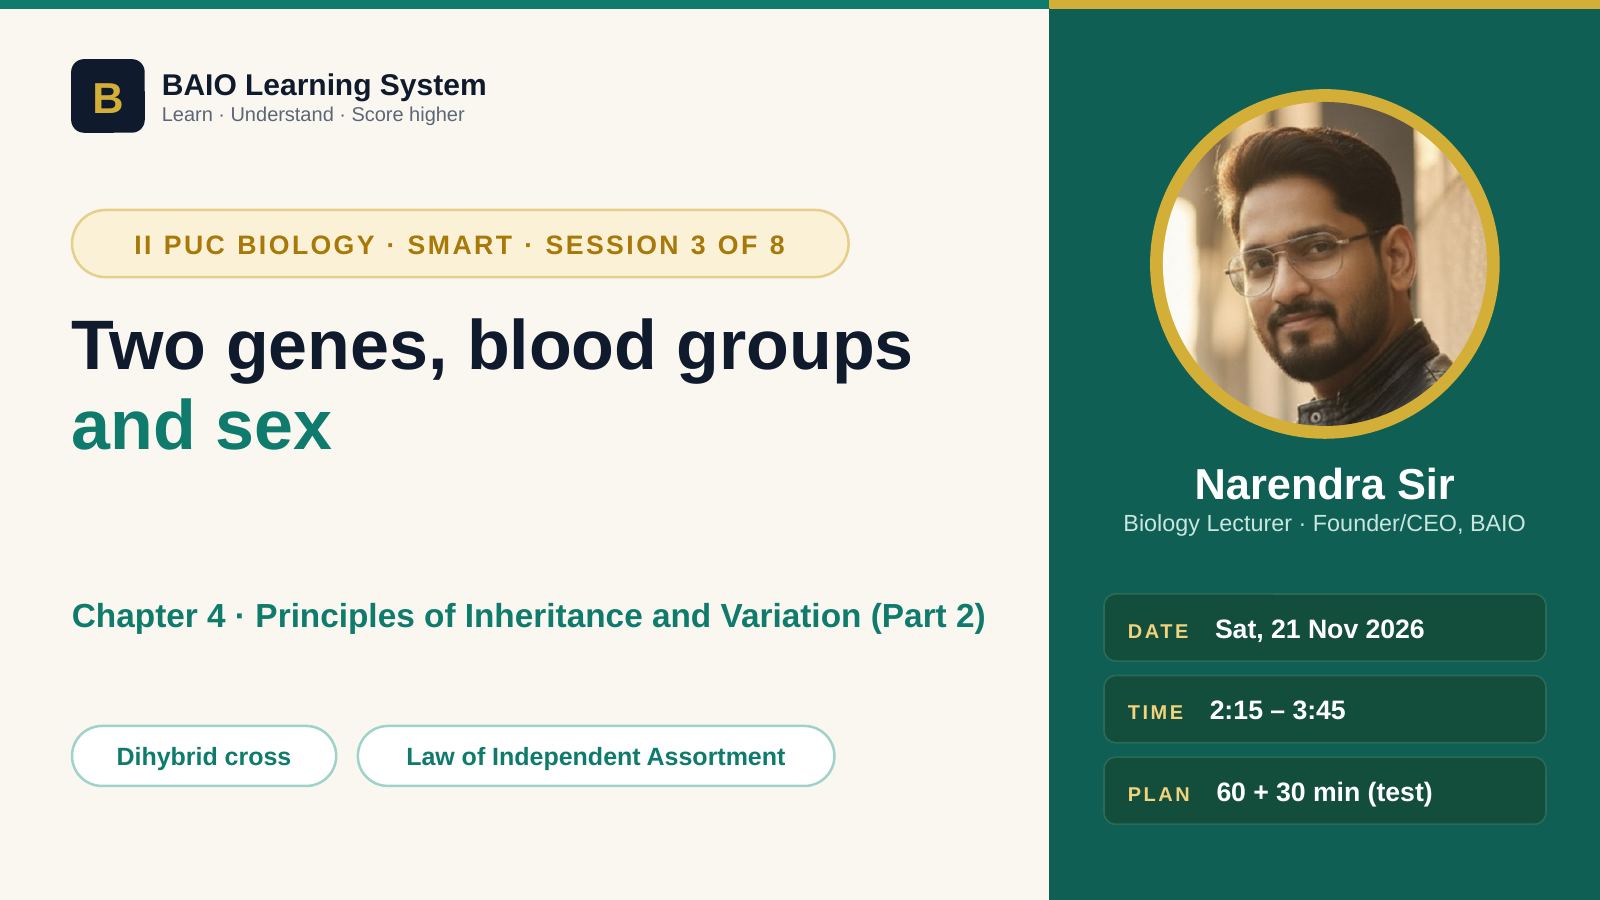 B
BAIO Learning System
Learn · Understand · Score higher
II PUC BIOLOGY · SMART · SESSION 3 OF 8
Two genes, blood groups
and sex
Chapter 4 · Principles of Inheritance and Variation (Part 2)
Dihybrid cross
Law of Independent Assortment
Narendra Sir
Biology Lecturer · Founder/CEO, BAIO
DATE Sat, 21 Nov 2026
TIME 2:15 – 3:45
PLAN 60 + 30 min (test)